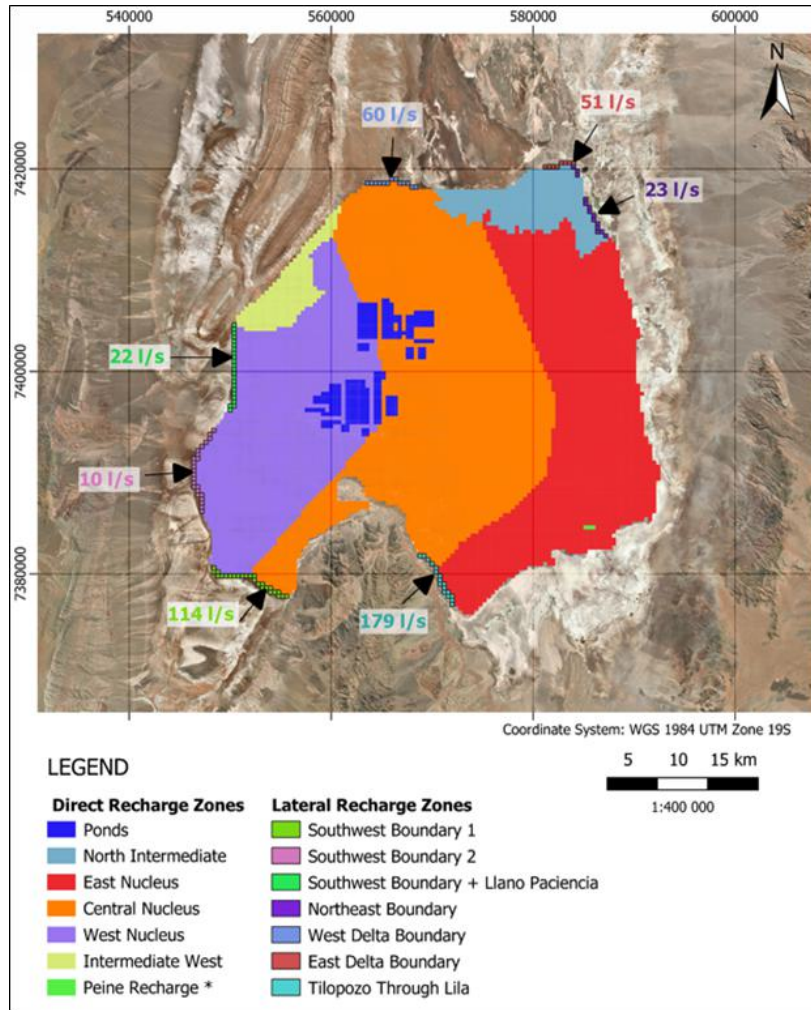 540000
560000
580000
600000
N
60 l/s
51 l/s
23 l/s
7420000
22 l/s
7400000
10 l/s
7380000
114 l/s
179 l/s
Coordinate System: WGS 1984 UTM Zone 19S
LEGEND
5 10 15 km
1:400 000
Direct Recharge Zones
Ponds
North Intermediate
East Nucleus
Central Nucleus
West Nucleus
Intermediate West
Peine Recharge *
Lateral Recharge Zones
Southwest Boundary 1
Southwest Boundary 2
Southwest Boundary + Llano Paciencia
Northeast Boundary
West Delta Boundary
East Delta Boundary
Tilopozo Through Lila